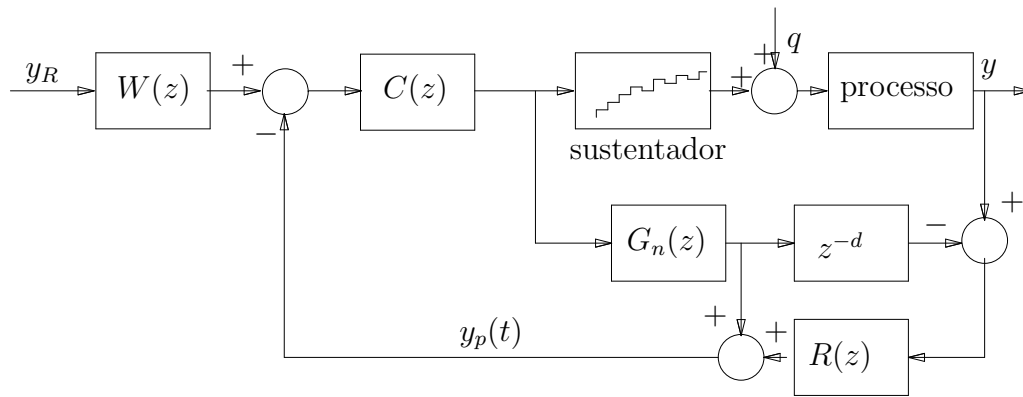 q
y_R
W(z)
+
−
C(z)
+
+
processo
y
sustentador
G_n(z)
z^{-d}
−
+
y_p(t)
+
+
R(z)